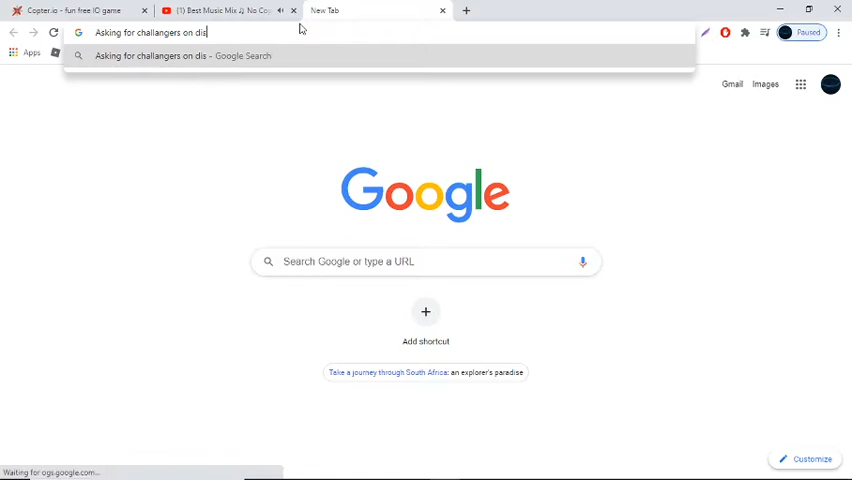 Copter.io - fun free IO game
(1) Best Music Mix ♫ No Cop
New Tab
Asking for challangers on dis
Paused
Apps
Asking for challangers on dis - Google Search
Gmail
Images
Google
Search Google or type a URL
Add shortcut
Take a journey through South Africa: an explorer's paradise
Customize
Waiting for ogs.google.com...